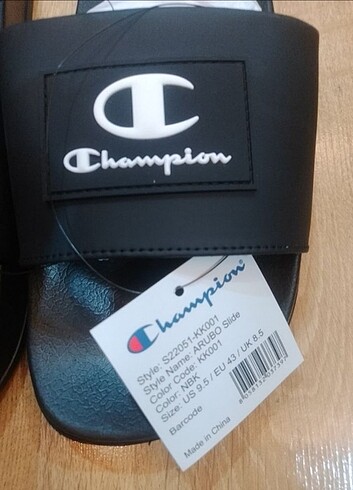 Champion
Champion
Style: S22051-KK001
Style Name: ARUBO Slide
Color Code: KK001
Color: NBK
Size: US 9.5 / EU 43 / UK 8.5
Barcode
Made in China